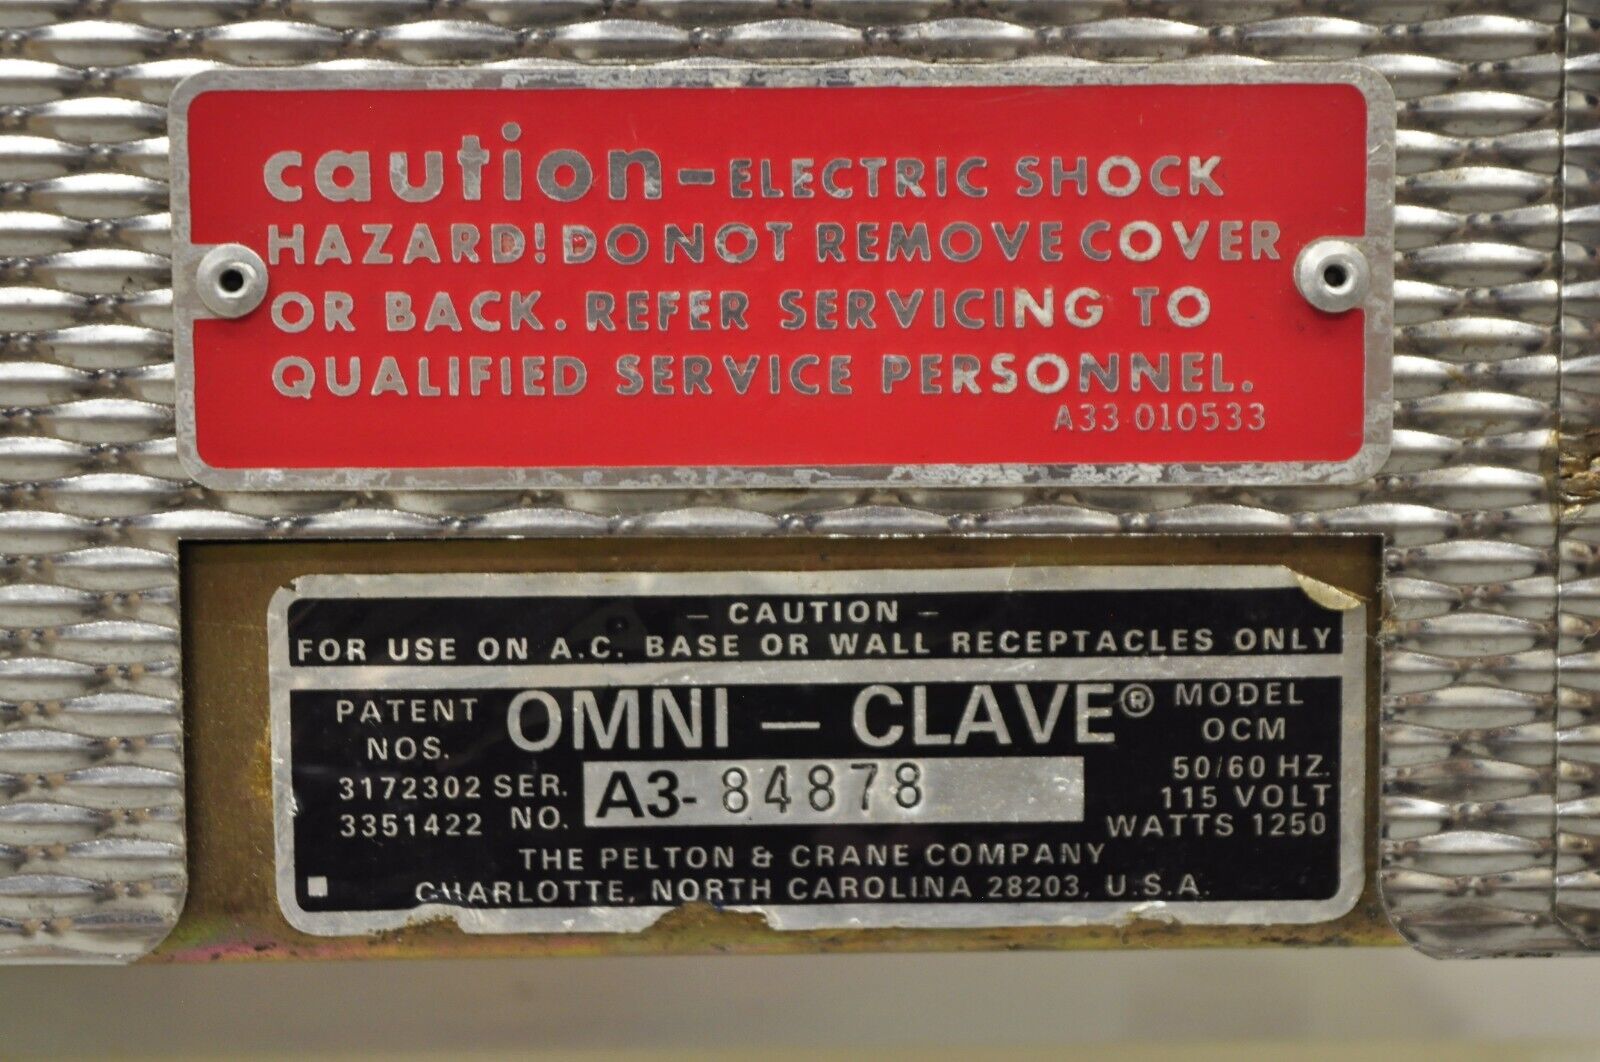 caution-ELECTRIC SHOCK
HAZARD! DO NOT REMOVE COVER
OR BACK. REFER SERVICING TO
QUALIFIED SERVICE PERSONNEL.
A33-010533
- CAUTION -
FOR USE ON A.C. BASE OR WALL RECEPTACLES ONLY
PATENT NOS. OMNI – CLAVE® MODEL OCM
3172302 SER. A3-84878 50/60 HZ.
3351422 NO. 115 VOLT
WATTS 1250
THE PELTON & CRANE COMPANY
CHARLOTTE, NORTH CAROLINA 28203, U.S.A.